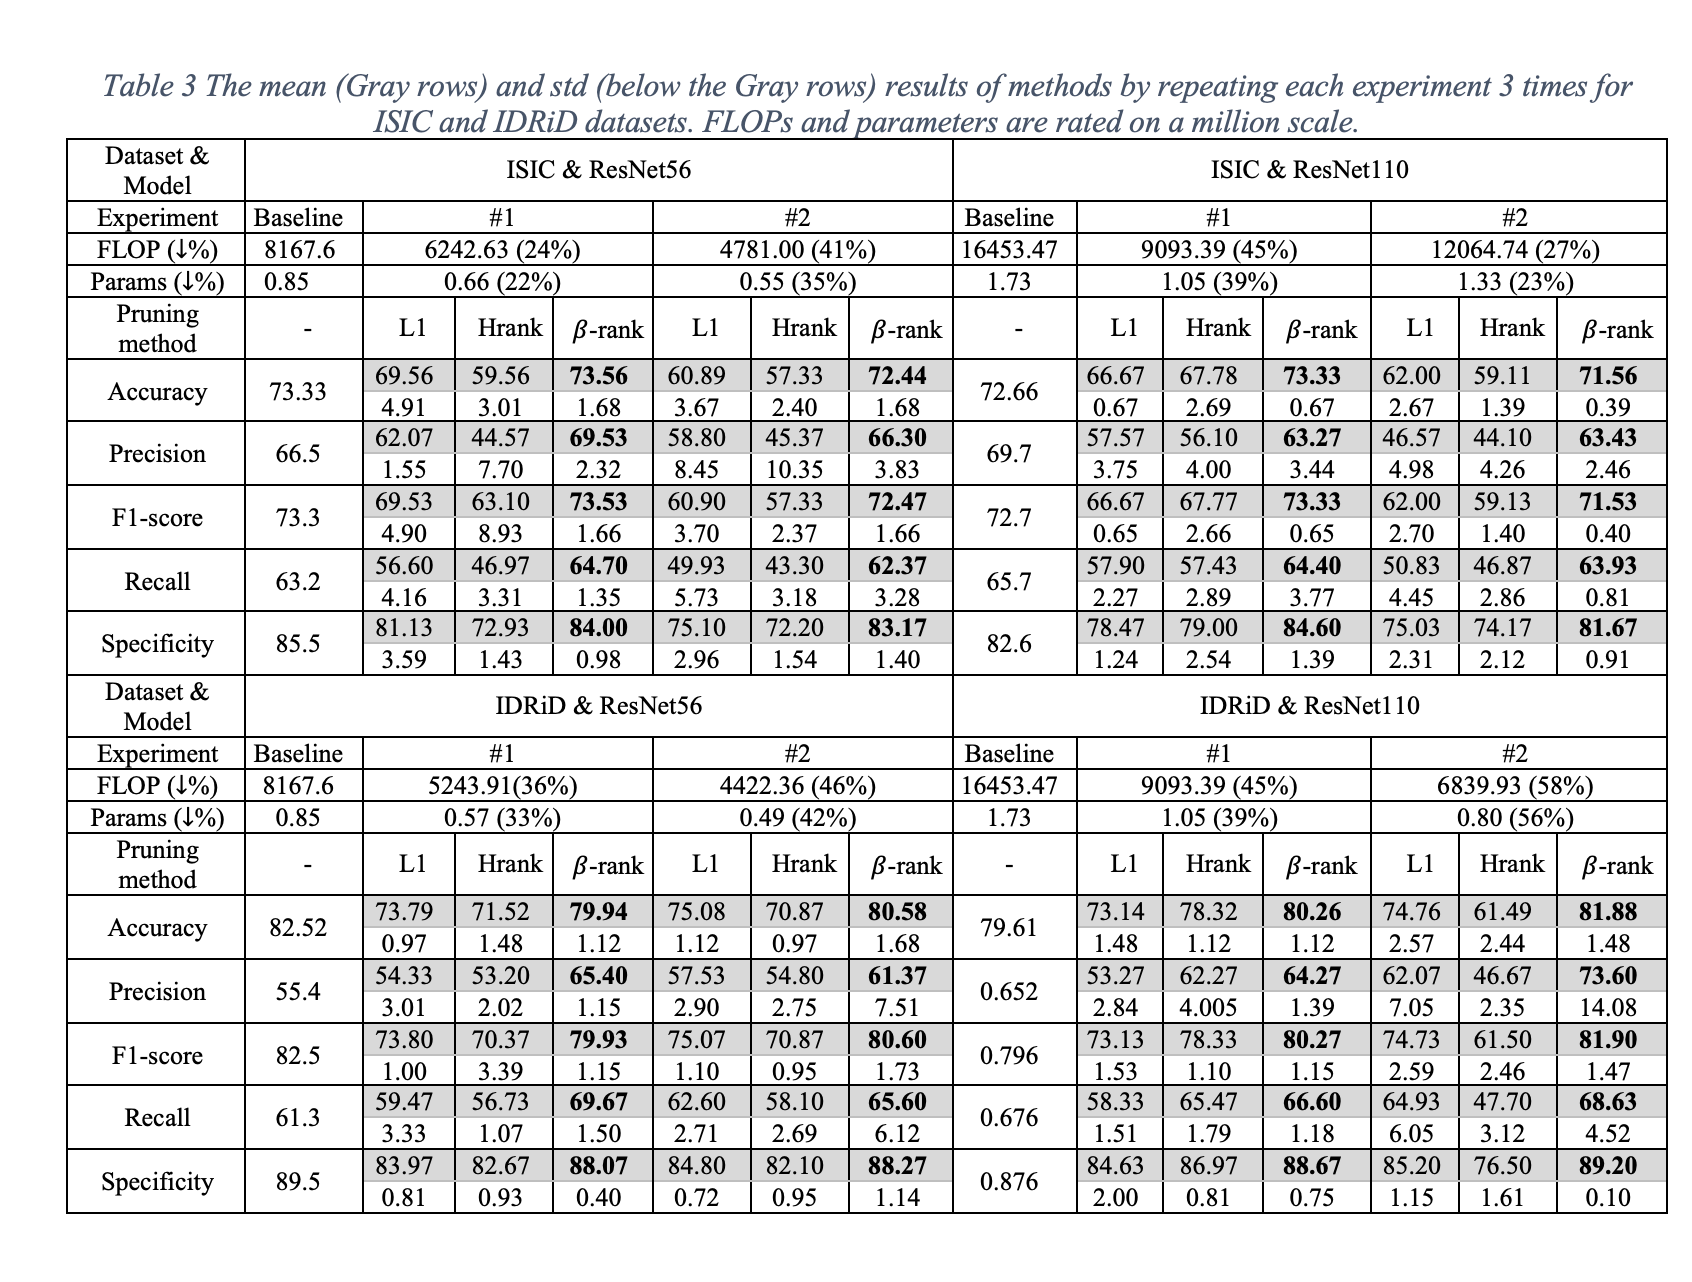 Table 3 The mean (Gray rows) and std (below the Gray rows) results of methods by repeating each experiment 3 times for
ISIC and IDRiD datasets. FLOPs and parameters are rated on a million scale.
Dataset & Model ISIC & ResNet56 ISIC & ResNet110
Experiment Baseline #1 #2 Baseline #1 #2
FLOP (↓%) 8167.6 6242.63 (24%) 4781.00 (41%) 16453.47 9093.39 (45%) 12064.74 (27%)
Params (↓%) 0.85 0.66 (22%) 0.55 (35%) 1.73 1.05 (39%) 1.33 (23%)
Pruning method - L1 Hrank β-rank L1 Hrank β-rank - L1 Hrank β-rank L1 Hrank β-rank
Accuracy 73.33 69.56 59.56 73.56 60.89 57.33 72.44 72.66 66.67 67.78 73.33 62.00 59.11 71.56
4.91 3.01 1.68 3.67 2.40 1.68 0.67 2.69 0.67 2.67 1.39 0.39
Precision 66.5 62.07 44.57 69.53 58.80 45.37 66.30 69.7 57.57 56.10 63.27 46.57 44.10 63.43
1.55 7.70 2.32 8.45 10.35 3.83 3.75 4.00 3.44 4.98 4.26 2.46
F1-score 73.3 69.53 63.10 73.53 60.90 57.33 72.47 72.7 66.67 67.77 73.33 62.00 59.13 71.53
4.90 8.93 1.66 3.70 2.37 1.66 0.65 2.66 0.65 2.70 1.40 0.40
Recall 63.2 56.60 46.97 64.70 49.93 43.30 62.37 65.7 57.90 57.43 64.40 50.83 46.87 63.93
4.16 3.31 1.35 5.73 3.18 3.28 2.27 2.89 3.77 4.45 2.86 0.81
Specificity 85.5 81.13 72.93 84.00 75.10 72.20 83.17 82.6 78.47 79.00 84.60 75.03 74.17 81.67
3.59 1.43 0.98 2.96 1.54 1.40 1.24 2.54 1.39 2.31 2.12 0.91
Dataset & Model IDRiD & ResNet56 IDRiD & ResNet110
Experiment Baseline #1 #2 Baseline #1 #2
FLOP (↓%) 8167.6 5243.91(36%) 4422.36 (46%) 16453.47 9093.39 (45%) 6839.93 (58%)
Params (↓%) 0.85 0.57 (33%) 0.49 (42%) 1.73 1.05 (39%) 0.80 (56%)
Pruning method - L1 Hrank β-rank L1 Hrank β-rank - L1 Hrank β-rank L1 Hrank β-rank
Accuracy 82.52 73.79 71.52 79.94 75.08 70.87 80.58 79.61 73.14 78.32 80.26 74.76 61.49 81.88
0.97 1.48 1.12 1.12 0.97 1.68 1.48 1.12 1.12 2.57 2.44 1.48
Precision 55.4 54.33 53.20 65.40 57.53 54.80 61.37 0.652 53.27 62.27 64.27 62.07 46.67 73.60
3.01 2.02 1.15 2.90 2.75 7.51 2.84 4.005 1.39 7.05 2.35 14.08
F1-score 82.5 73.80 70.37 79.93 75.07 70.87 80.60 0.796 73.13 78.33 80.27 74.73 61.50 81.90
1.00 3.39 1.15 1.10 0.95 1.73 1.53 1.10 1.15 2.59 2.46 1.47
Recall 61.3 59.47 56.73 69.67 62.60 58.10 65.60 0.676 58.33 65.47 66.60 64.93 47.70 68.63
3.33 1.07 1.50 2.71 2.69 6.12 1.51 1.79 1.18 6.05 3.12 4.52
Specificity 89.5 83.97 82.67 88.07 84.80 82.10 88.27 0.876 84.63 86.97 88.67 85.20 76.50 89.20
0.81 0.93 0.40 0.72 0.95 1.14 2.00 0.81 0.75 1.15 1.61 0.10